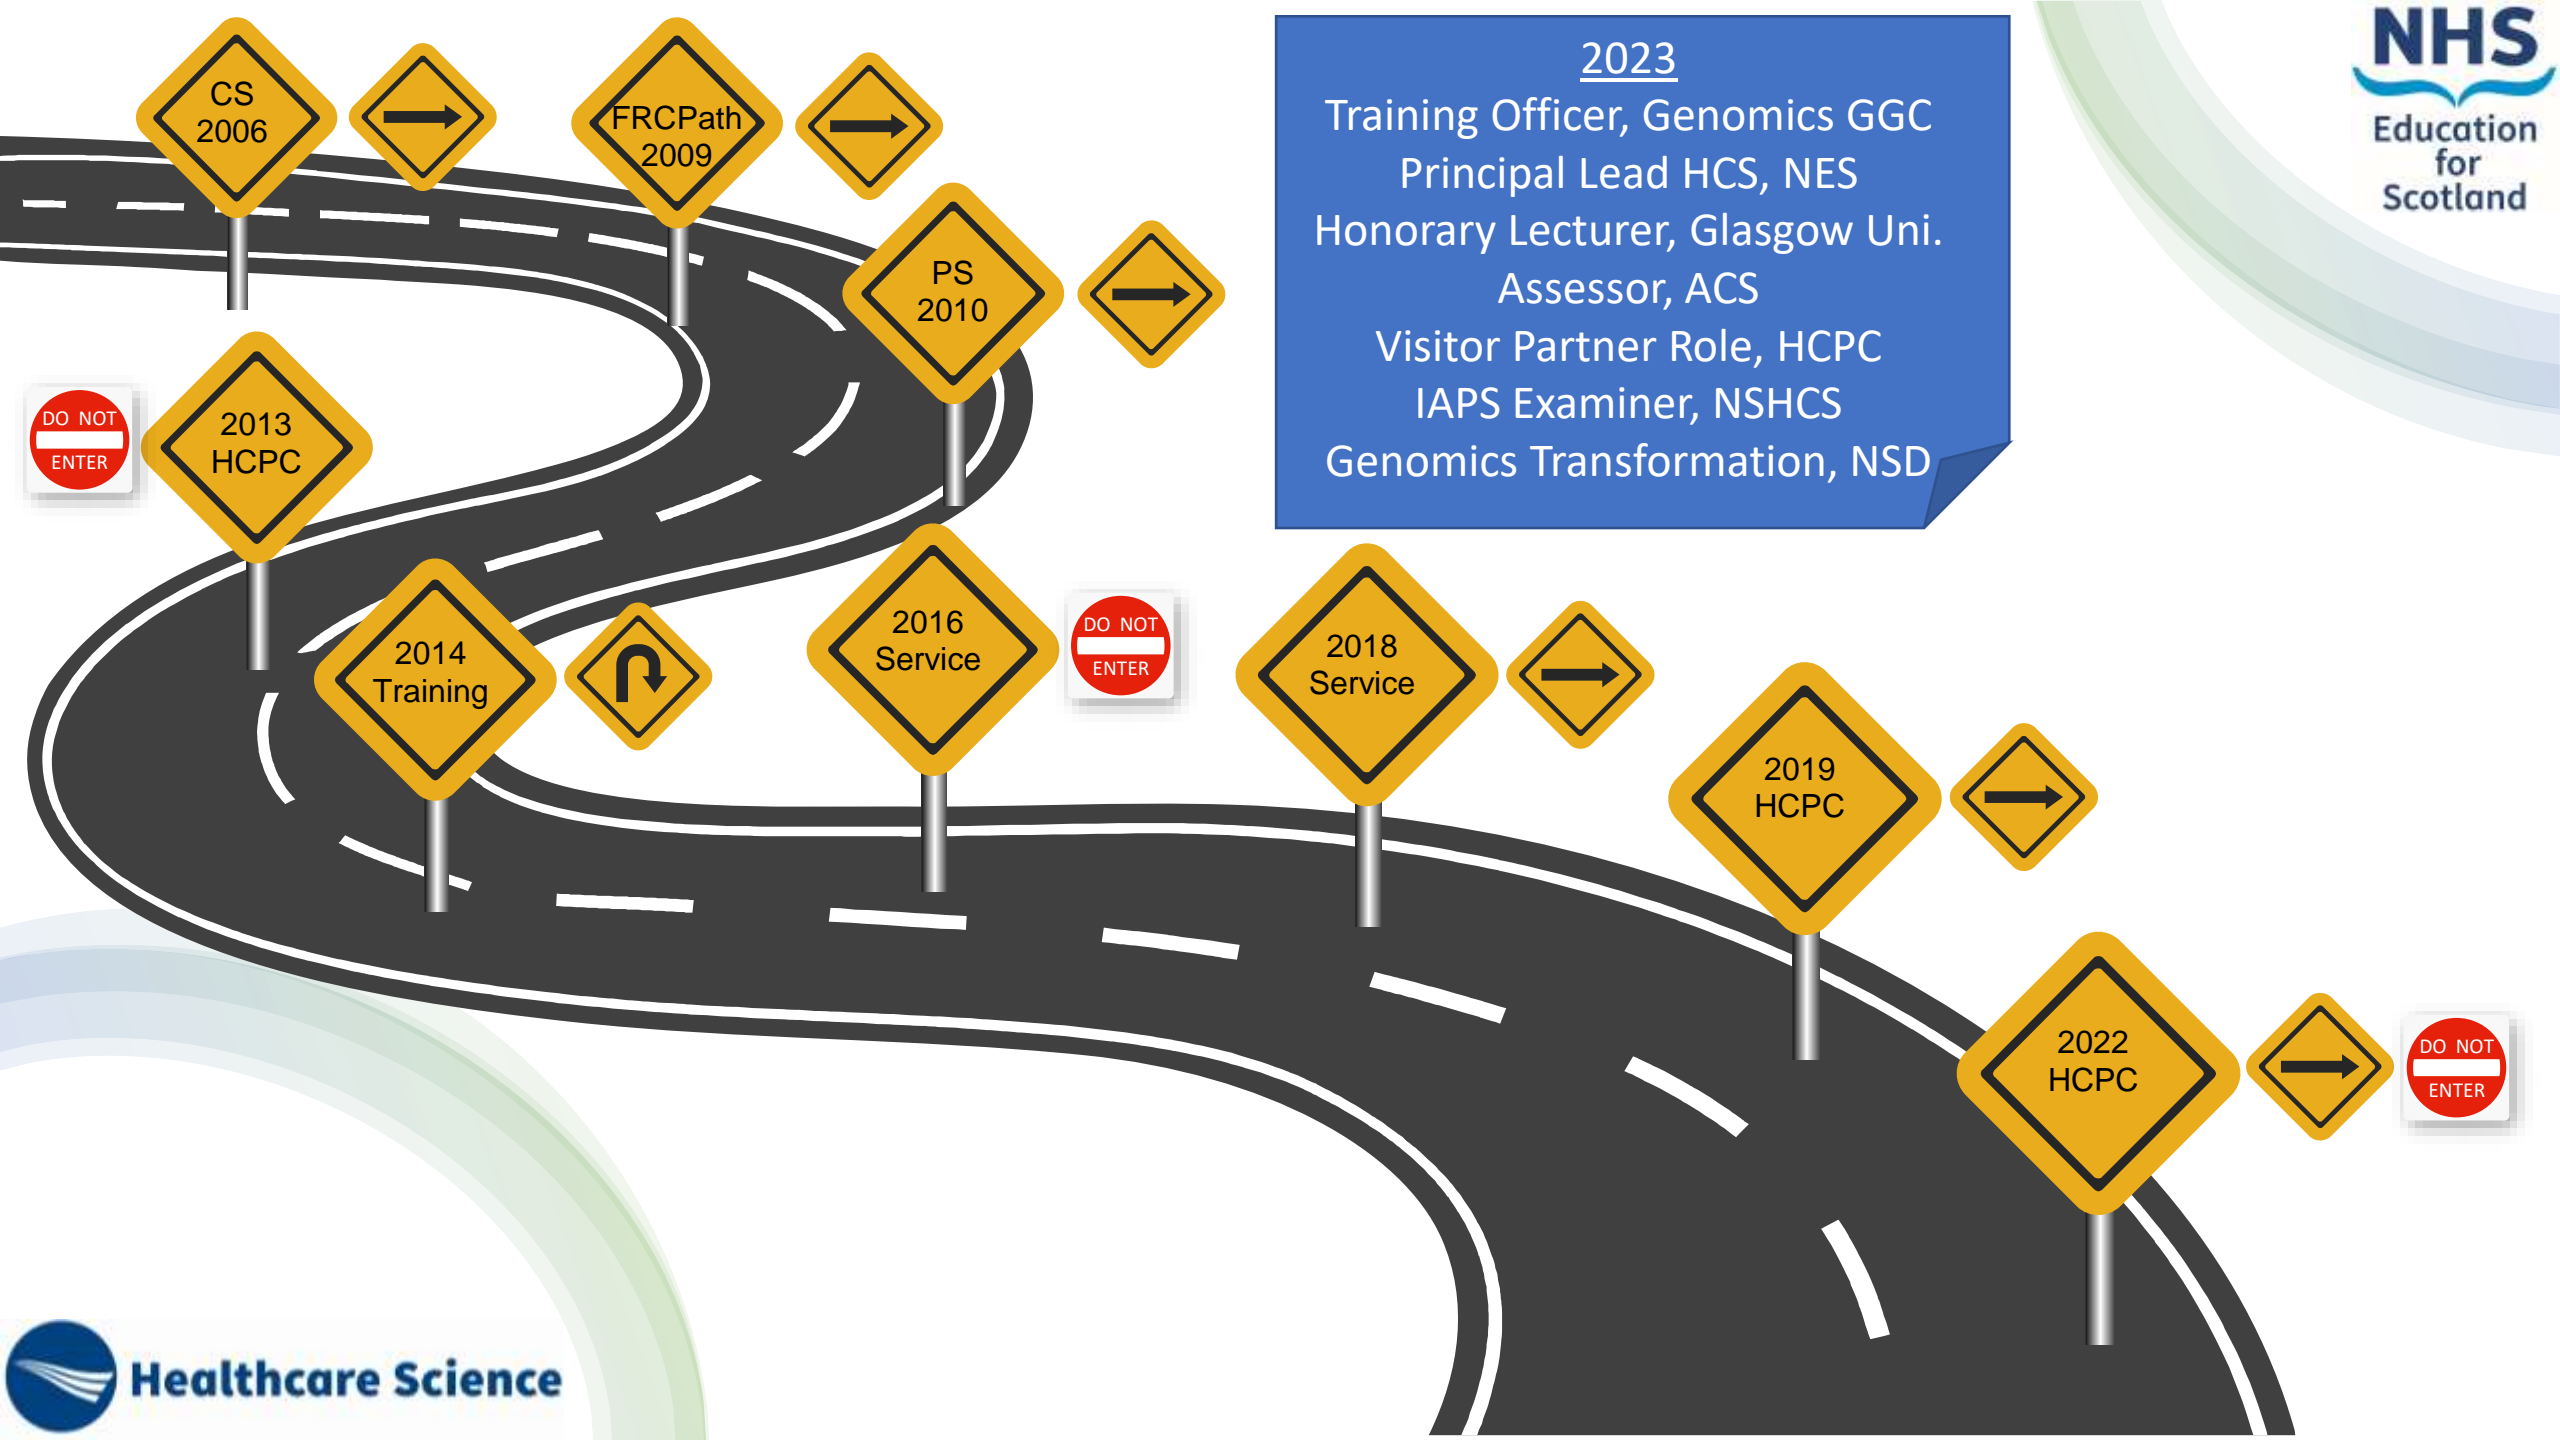 CS
2006
FRCPath
2009
PS
2010
2023
Training Officer, Genomics GGC
Principal Lead HCS, NES
Honorary Lecturer, Glasgow Uni.
Assessor, ACS
Visitor Partner Role, HCPC
IAPS Examiner, NSHCS
Genomics Transformation, NSD
NHS
Education
for
Scotland
DO NOT
ENTER
2013
HCPC
2014
Training
2016
Service
DO NOT
ENTER
2018
Service
2019
HCPC
2022
HCPC
DO NOT
ENTER
Healthcare Science